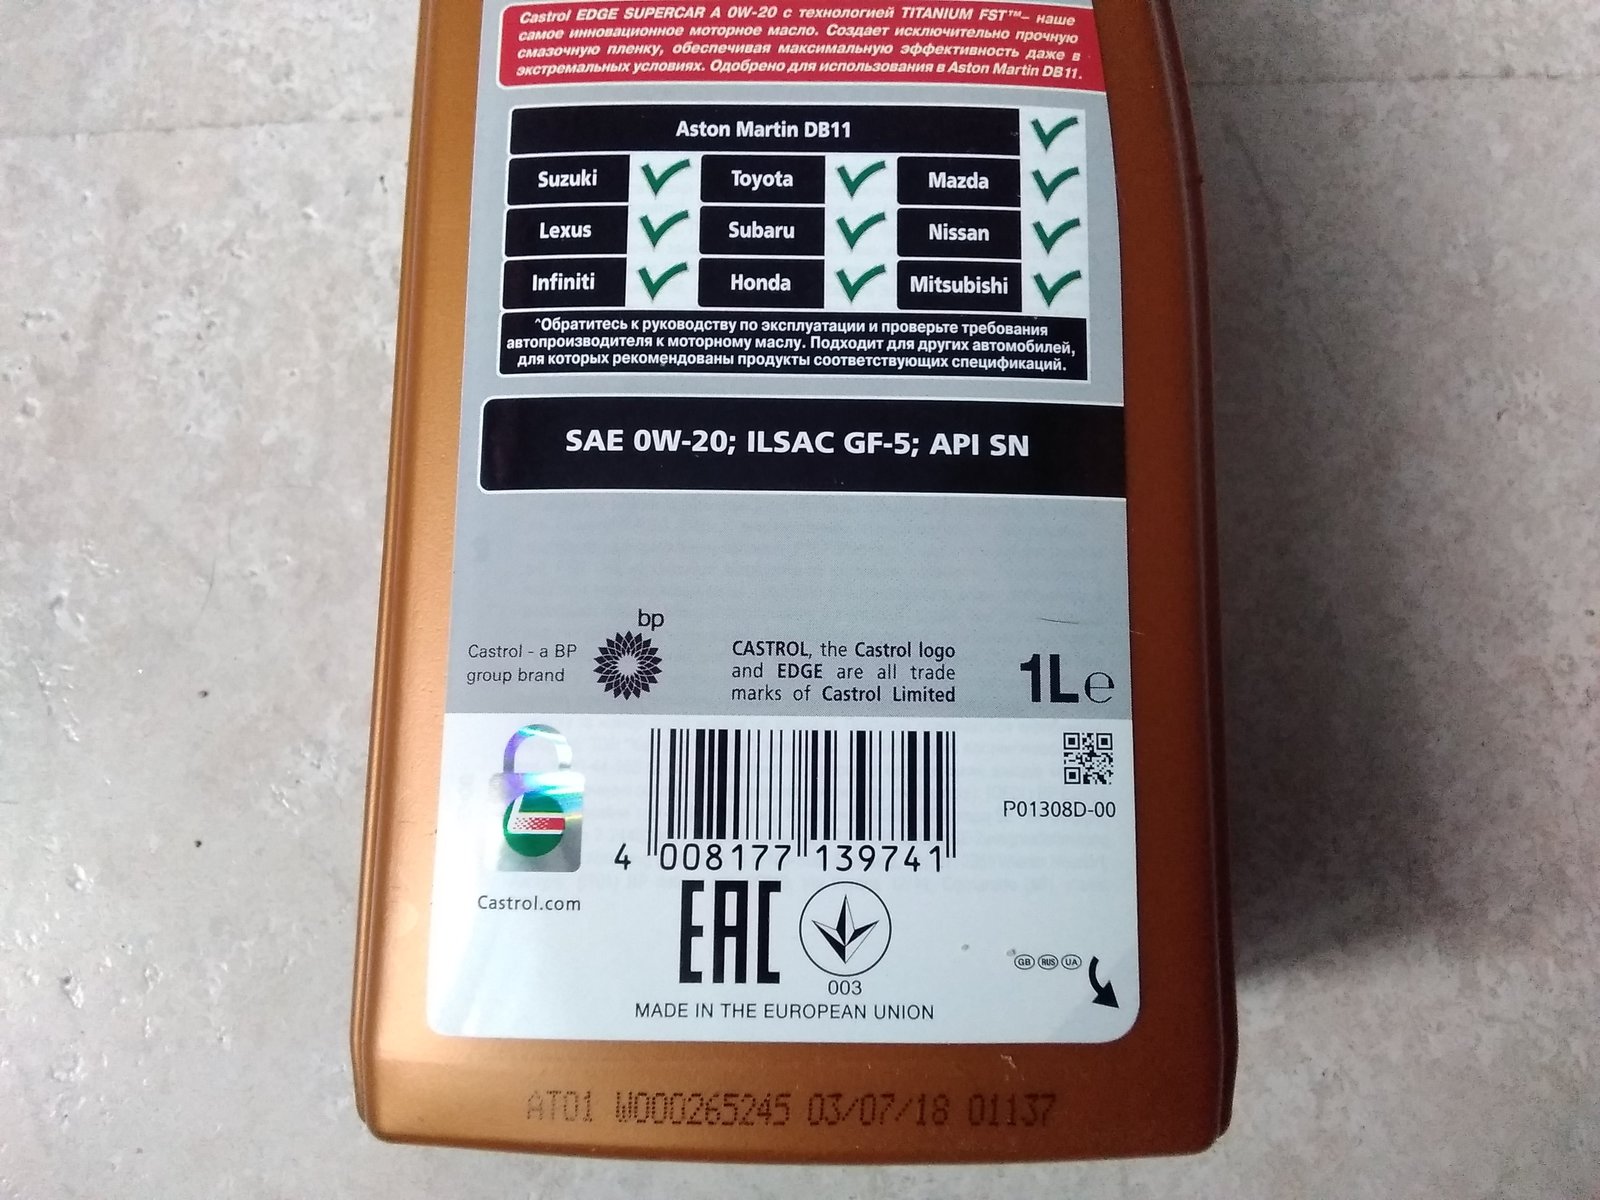 Castrol EDGE SUPERCAR A 0W-20 с технологией TITANIUM FST™– наше
самое инновационное моторное масло. Создает исключительно прочную
смазочную пленку, обеспечивая максимальную эффективность даже в
экстремальных условиях. Одобрено для использования в Aston Martin DB11.
Aston Martin DB11
Suzuki Toyota Mazda
Lexus Subaru Nissan
Infiniti Honda Mitsubishi
^Обратитесь к руководству по эксплуатации и проверьте требования
автопроизводителя к моторному маслу. Подходит для других автомобилей,
для которых рекомендованы продукты соответствующих спецификаций.
SAE 0W-20; ILSAC GF-5; API SN
bp
Castrol - a BP
group brand
CASTROL, the Castrol logo
and EDGE are all trade
marks of Castrol Limited
1L e
P01308D-00
4 008177 139741
Castrol.com
EAC
003
GB RUS UA
MADE IN THE EUROPEAN UNION
AT01 W000265245 03/07/18 01137